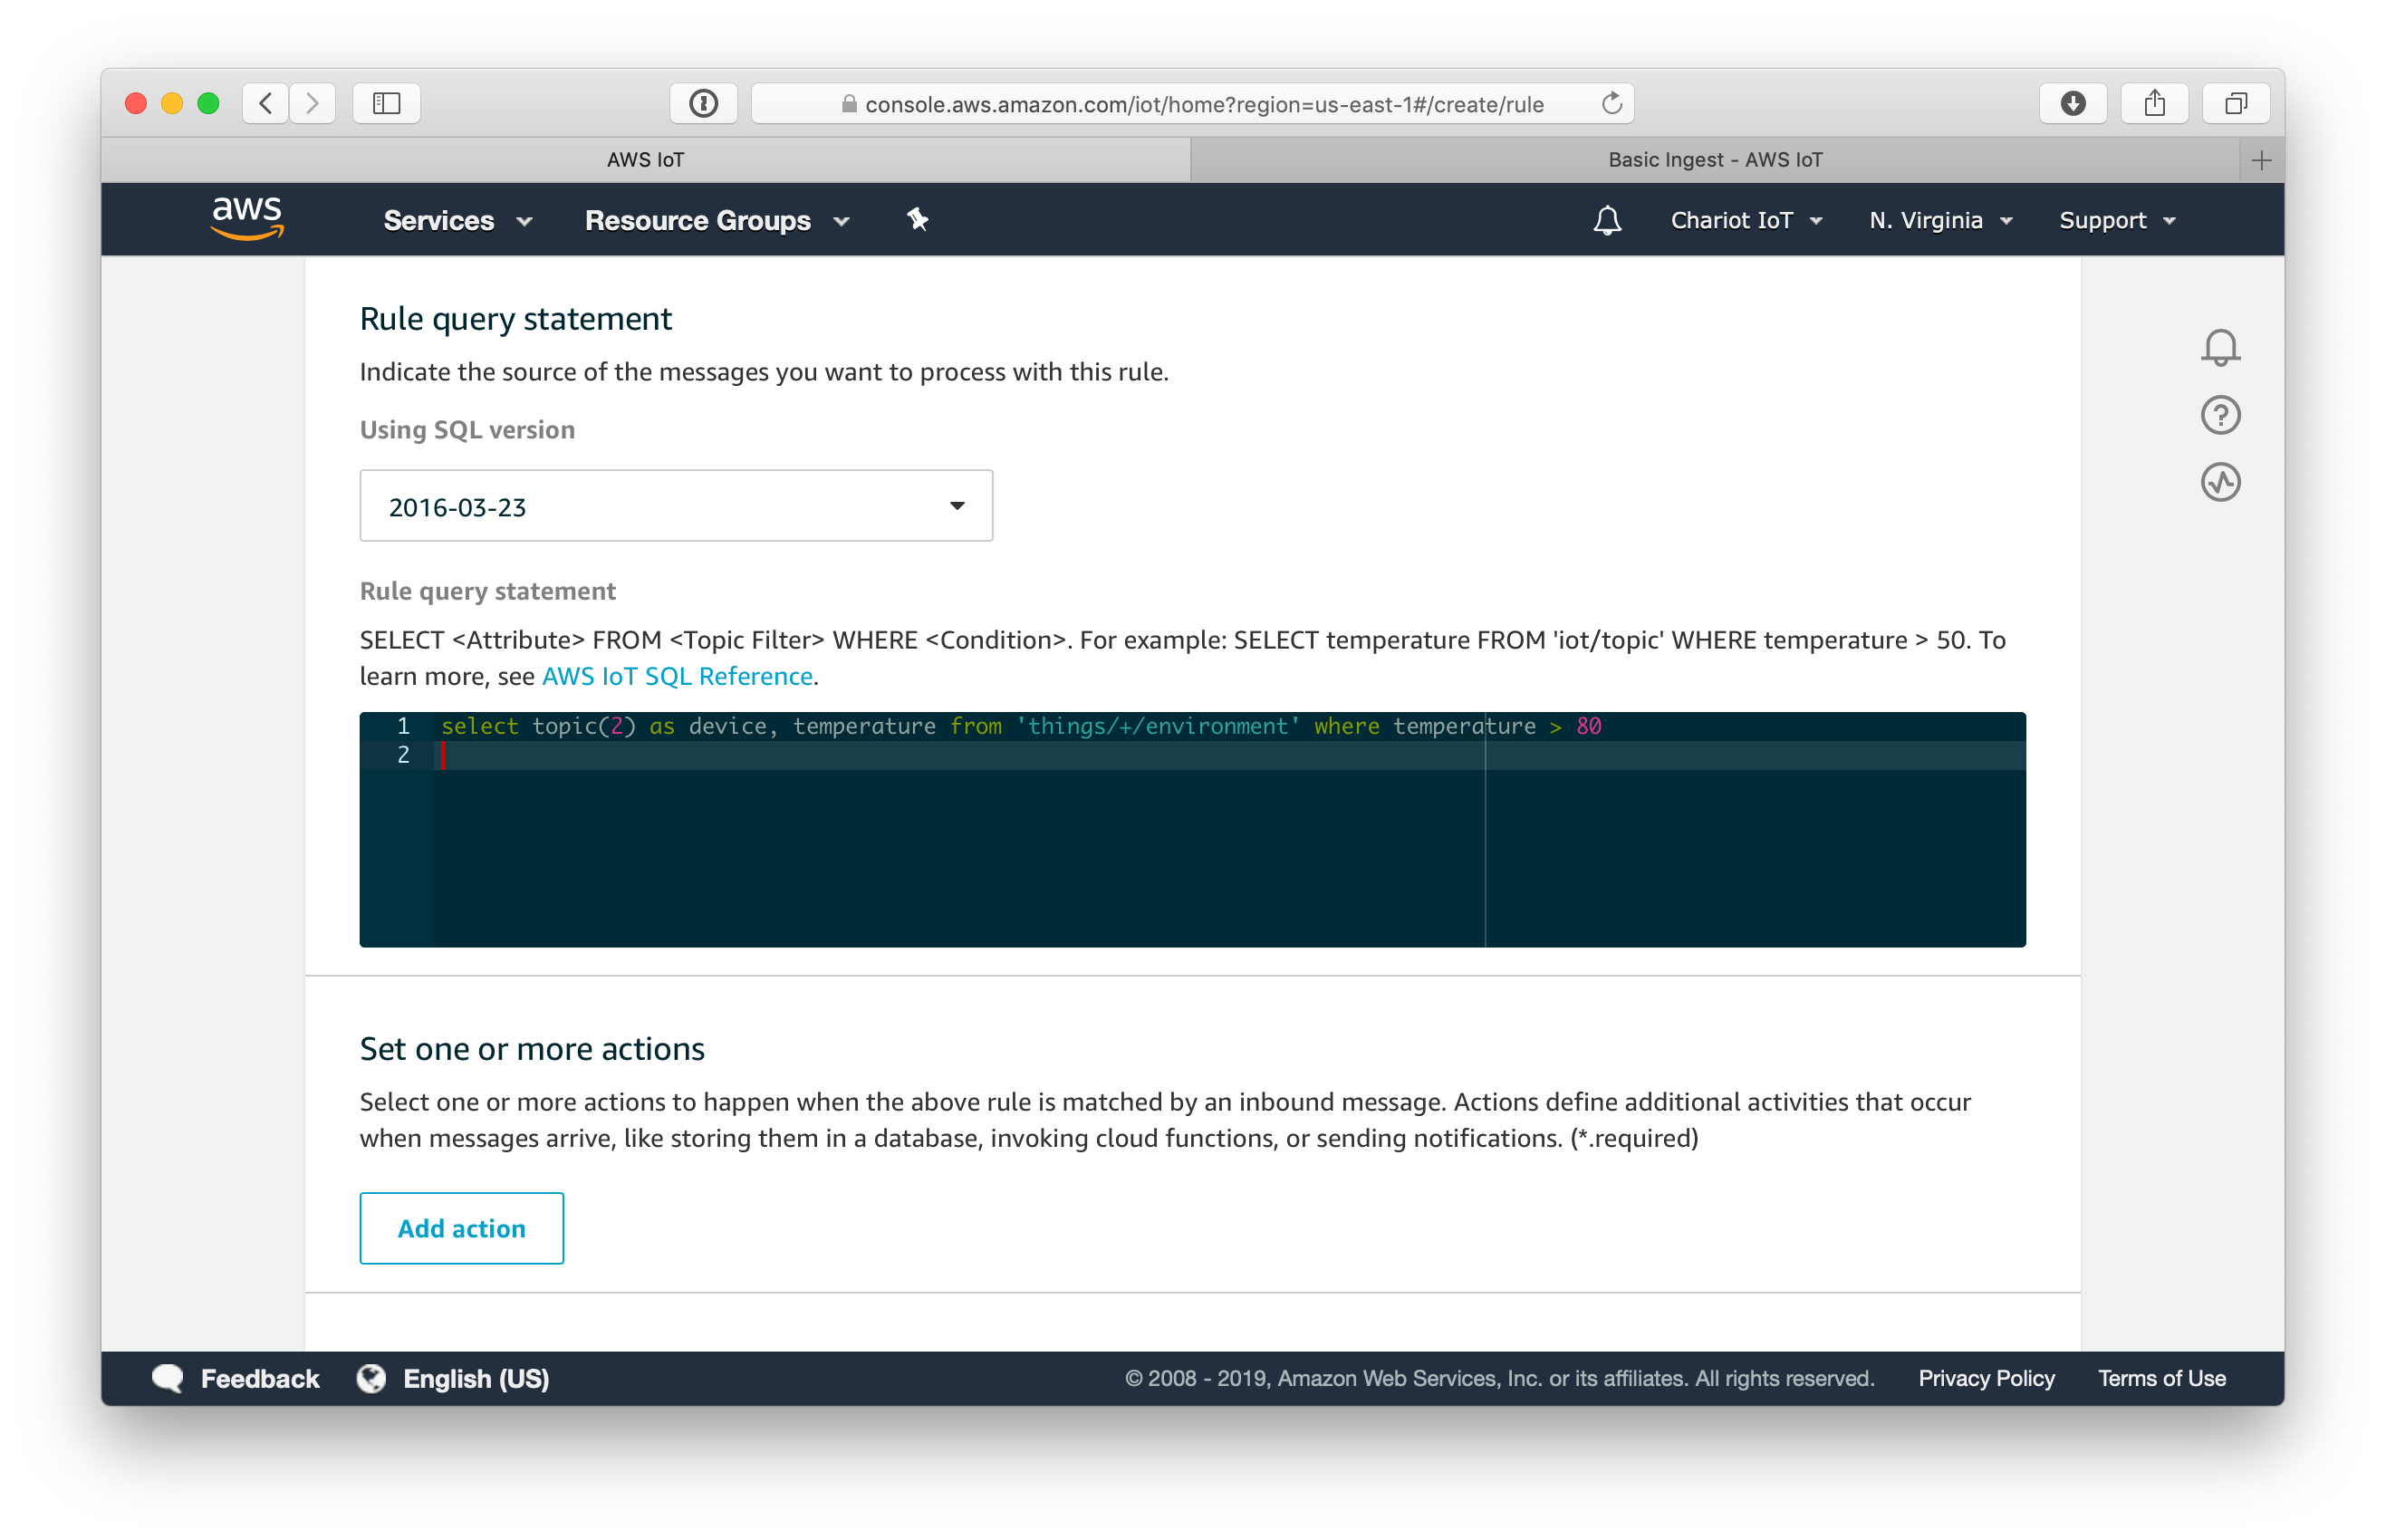 console.aws.amazon.com/iot/home?region=us-east-1#/create/rule
AWS IoT
Basic Ingest - AWS IoT
aws
Services
Resource Groups
Chariot IoT
N. Virginia
Support
Rule query statement
Indicate the source of the messages you want to process with this rule.
Using SQL version
2016-03-23
Rule query statement
SELECT <Attribute> FROM <Topic Filter> WHERE <Condition>. For example: SELECT temperature FROM 'iot/topic' WHERE temperature > 50. To
learn more, see AWS IoT SQL Reference.
1 select topic(2) as device, temperature from 'things/+/environment' where temperature > 80
2
Set one or more actions
Select one or more actions to happen when the above rule is matched by an inbound message. Actions define additional activities that occur
when messages arrive, like storing them in a database, invoking cloud functions, or sending notifications. (*.required)
Add action
Feedback
English (US)
© 2008 - 2019, Amazon Web Services, Inc. or its affiliates. All rights reserved.
Privacy Policy
Terms of Use